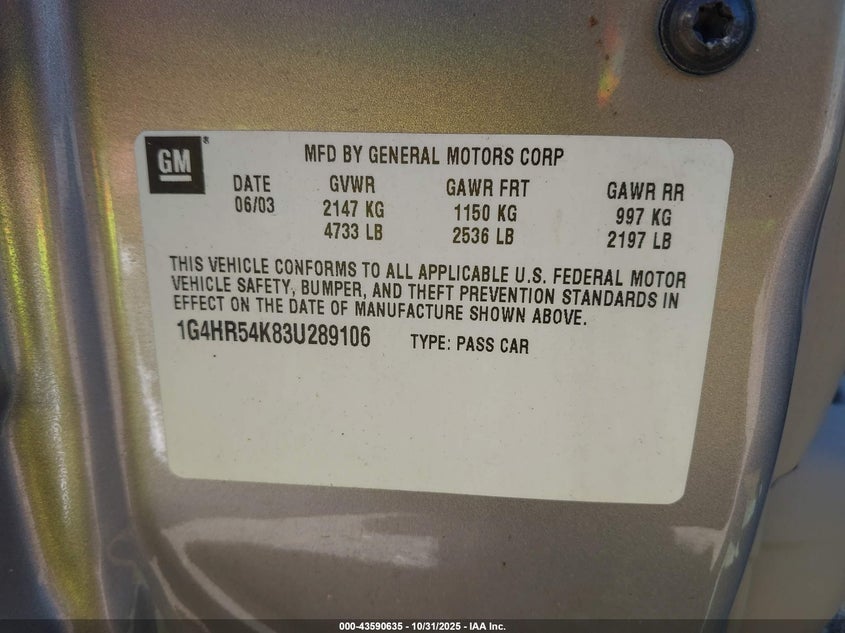 GM ®
MFD BY GENERAL MOTORS CORP
DATE GVWR GAWR FRT GAWR RR
06/03 2147 KG 1150 KG 997 KG
4733 LB 2536 LB 2197 LB
THIS VEHICLE CONFORMS TO ALL APPLICABLE U.S. FEDERAL MOTOR
VEHICLE SAFETY, BUMPER, AND THEFT PREVENTION STANDARDS IN
EFFECT ON THE DATE OF MANUFACTURE SHOWN ABOVE.
1G4HR54K83U289106 TYPE: PASS CAR
000-43590635 - 10/31/2025 - IAA Inc.